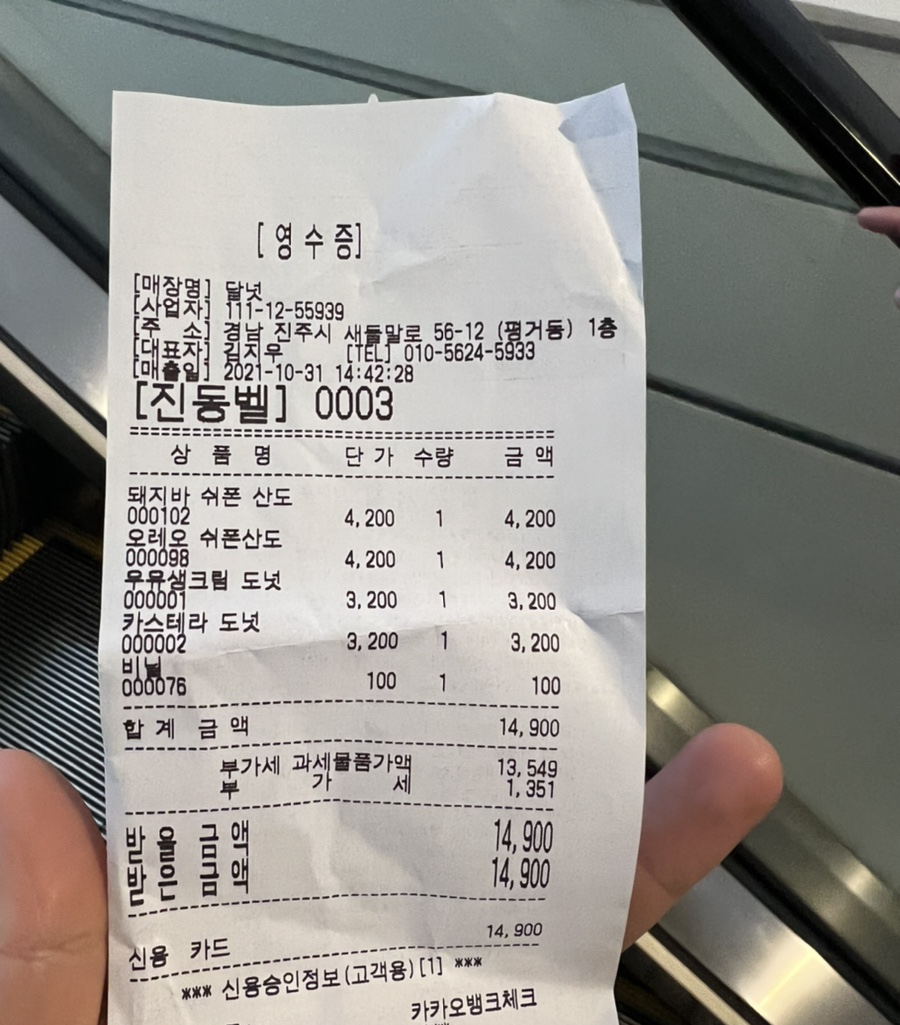 [영수증]
[매장명] 달넛
[사업자] 111-12-55939
[주 소] 경남 진주시 새들말로 56-12 (평거동) 1층
[대표자] 김지우 [TEL] 010-5624-5933
[매출일] 2021-10-31 14:42:28
[진동벨] 0003
상 품 명 단 가 수량 금 액
돼지바 쉬폰 산도
000102 4,200 1 4,200
오레오 쉬폰산도
000098 4,200 1 4,200
우유생크림 도넛
000001 3,200 1 3,200
카스테라 도넛
000002 3,200 1 3,200
비닐
000076 100 1 100
합 계 금 액 14,900
부가세 과세물품가액 13,549
부 가 세 1,351
받 을 금 액 14,900
받 은 금 액 14,900
신용 카드 14,900
*** 신용승인정보(고객용)[1] ***
카카오뱅크체크